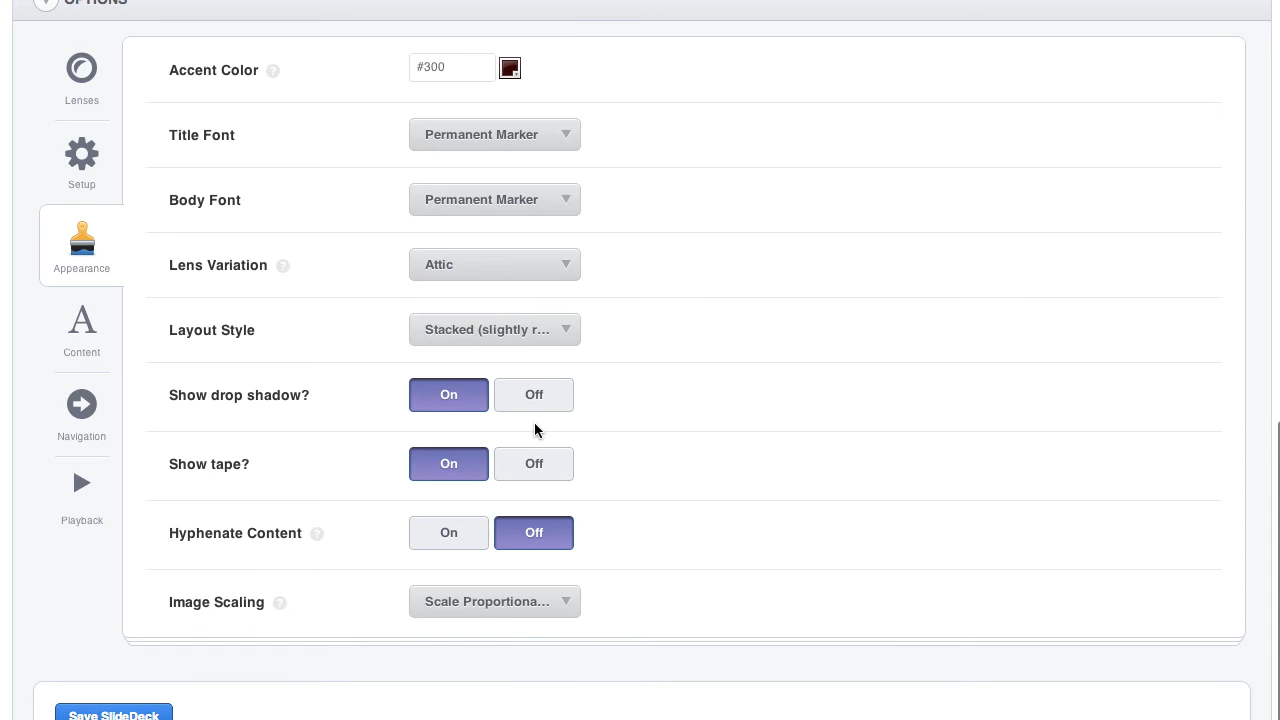 OPTIONS
Accent Color ? #300
Lenses
Title Font Permanent Marker
Setup
Body Font Permanent Marker
Appearance
Lens Variation ? Attic
Content
Layout Style Stacked (slightly r...
Show drop shadow? On Off
Navigation
Show tape? On Off
Playback
Hyphenate Content ? On Off
Image Scaling ? Scale Proportiona...
Save SlideDeck